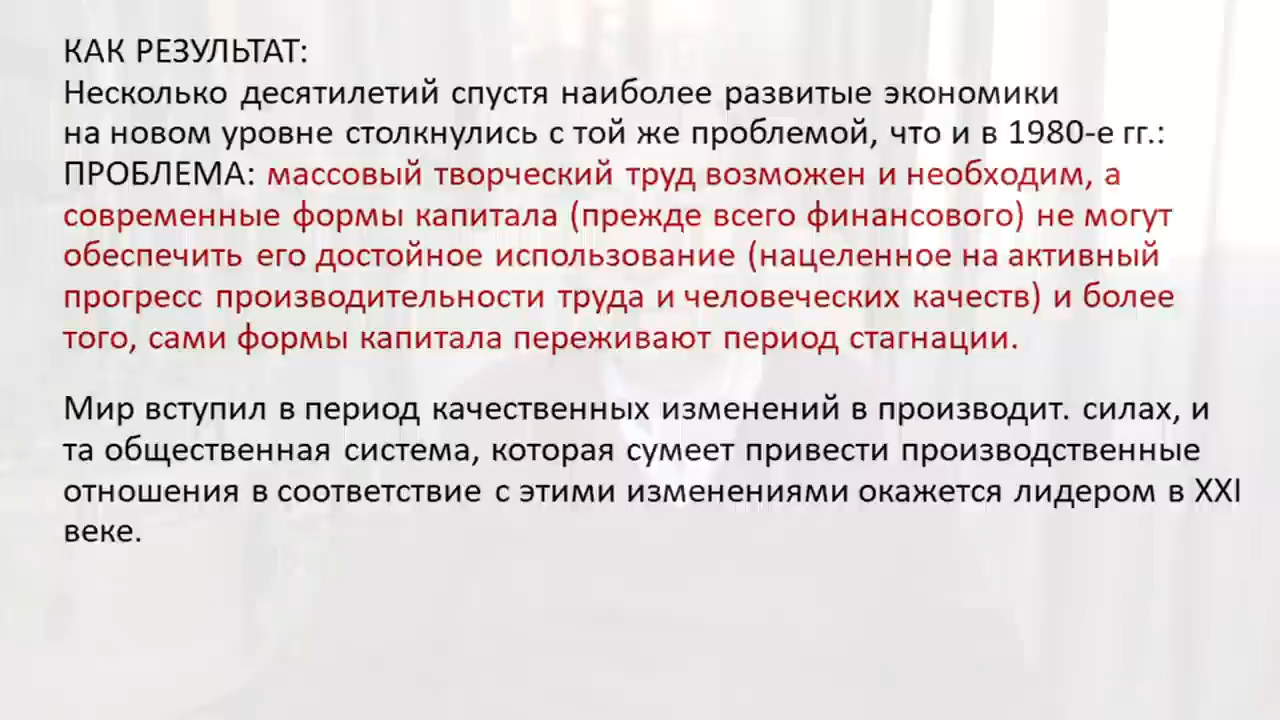 КАК РЕЗУЛЬТАТ:
Несколько десятилетий спустя наиболее развитые экономики
на новом уровне столкнулись с той же проблемой, что и в 1980-е гг.:
ПРОБЛЕМА: массовый творческий труд возможен и необходим, а
современные формы капитала (прежде всего финансового) не могут
обеспечить его достойное использование (нацеленное на активный
прогресс производительности труда и человеческих качеств) и более
того, сами формы капитала переживают период стагнации.
Мир вступил в период качественных изменений в производит. силах, и
та общественная система, которая сумеет привести производственные
отношения в соответствие с этими изменениями окажется лидером в XXI
веке.